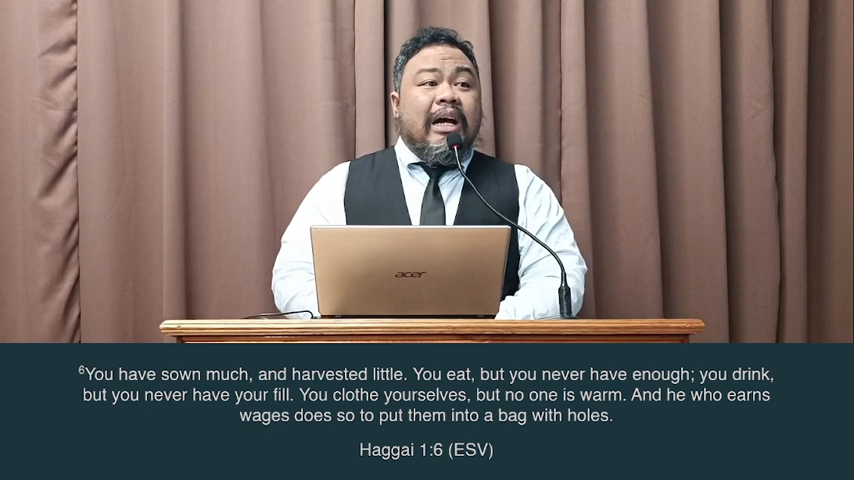 acer
⁶You have sown much, and harvested little. You eat, but you never have enough; you drink,
but you never have your fill. You clothe yourselves, but no one is warm. And he who earns
wages does so to put them into a bag with holes.
Haggai 1:6 (ESV)